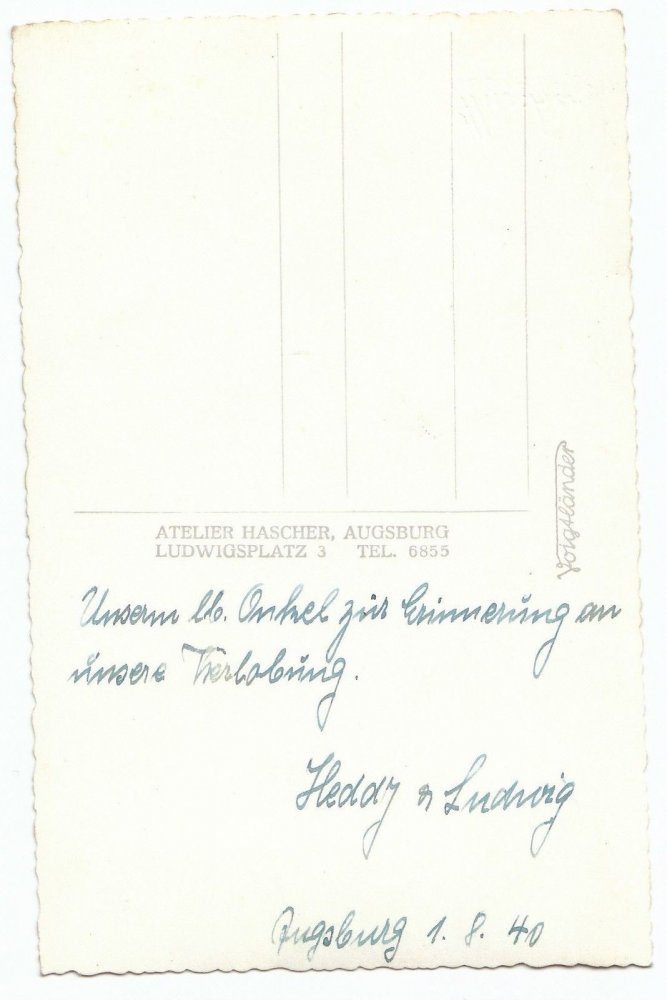 ATELIER HASCHER, AUGSBURG
LUDWIGSPLATZ 3 TEL. 6855
Voigtländer
Unserm lb. Onkel zur Erinnerung an
unsere Verlobung.
Heddy & Ludwig
Augsburg 1. 8. 40